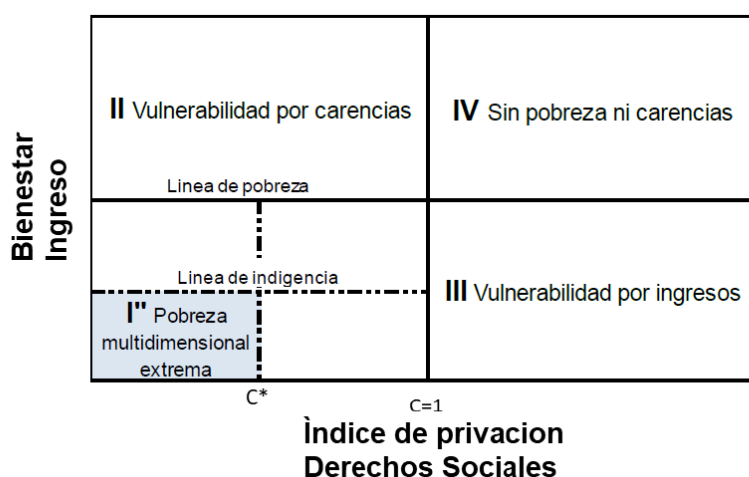 II Vulnerabilidad por carencias
IV Sin pobreza ni carencias
Linea de pobreza
Bienestar
Ingreso
Linea de indigencia
III Vulnerabilidad por ingresos
I" Pobreza
multidimensional
extrema
C*
C=1
Ìndice de privacion
Derechos Sociales